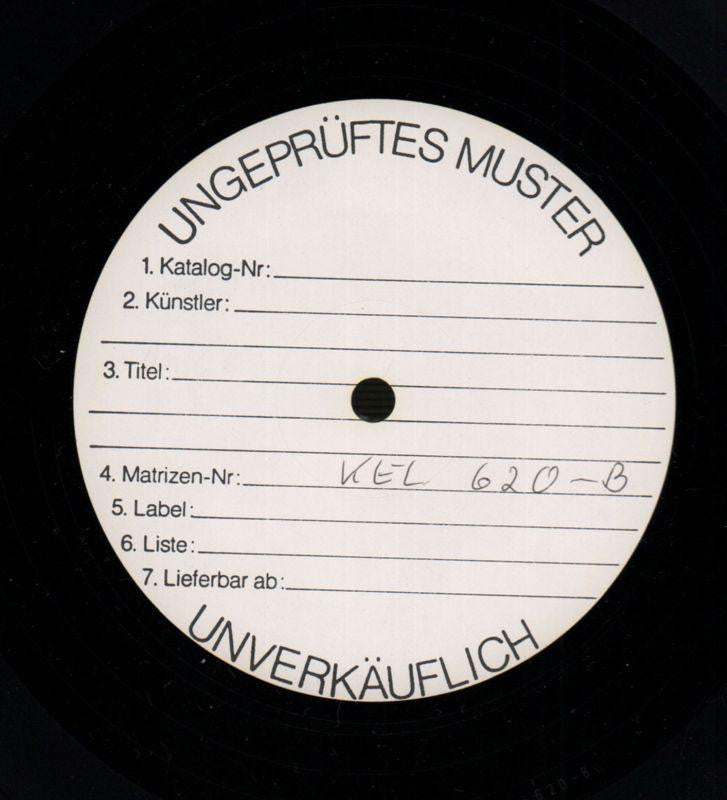 UNGEPRÜFTES MUSTER
1. Katalog-Nr:
2. Künstler:
3. Titel:
4. Matrizen-Nr: KEL 620-B
5. Label:
6. Liste:
7. Lieferbar ab:
UNVERKÄUFLICH
620-B